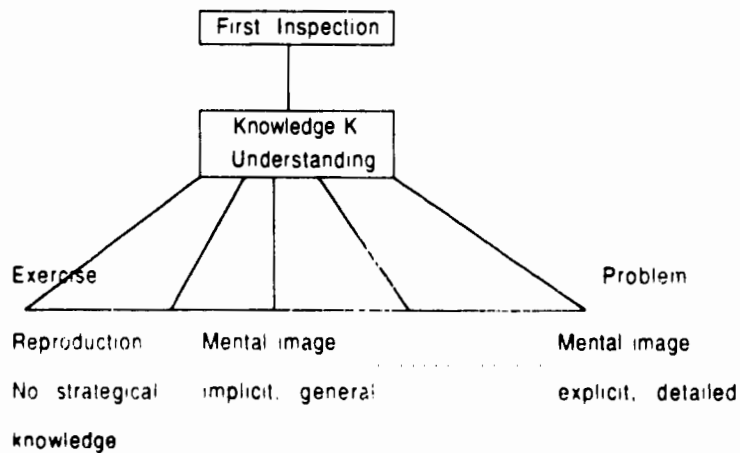 First Inspection
Knowledge K
Understanding
Exercise Problem
Reproduction Mental image Mental image
No strategical implicit, general explicit, detailed
knowledge